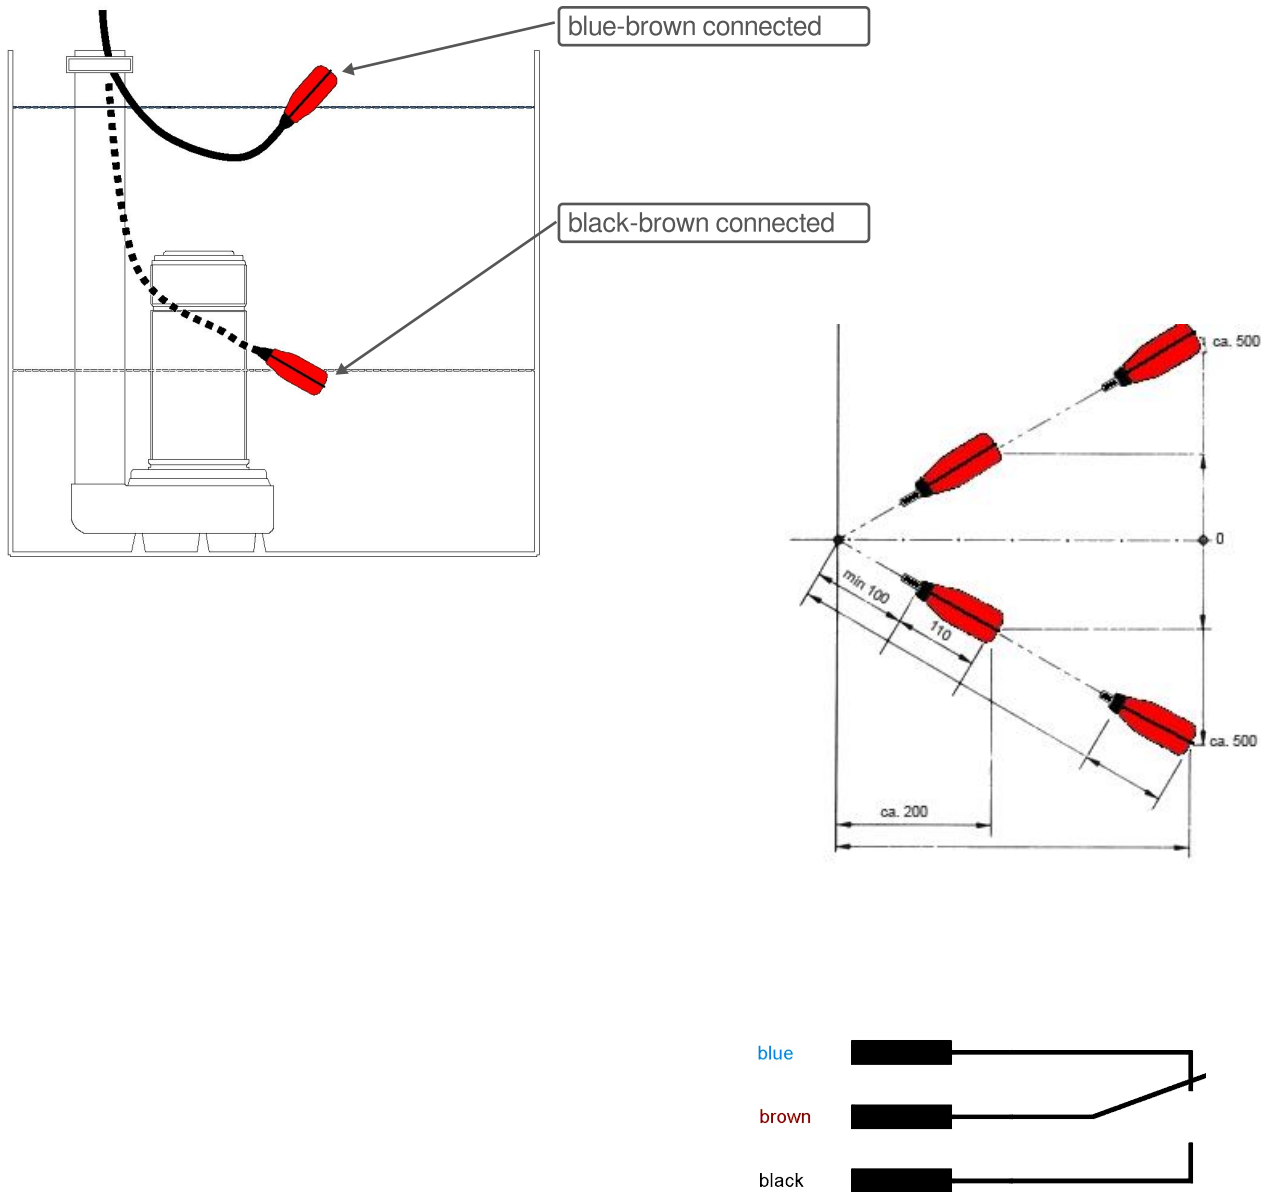 blue-brown connected
black-brown connected
ca. 500
0
min 100
110
ca. 500
ca. 200
blue
brown
black